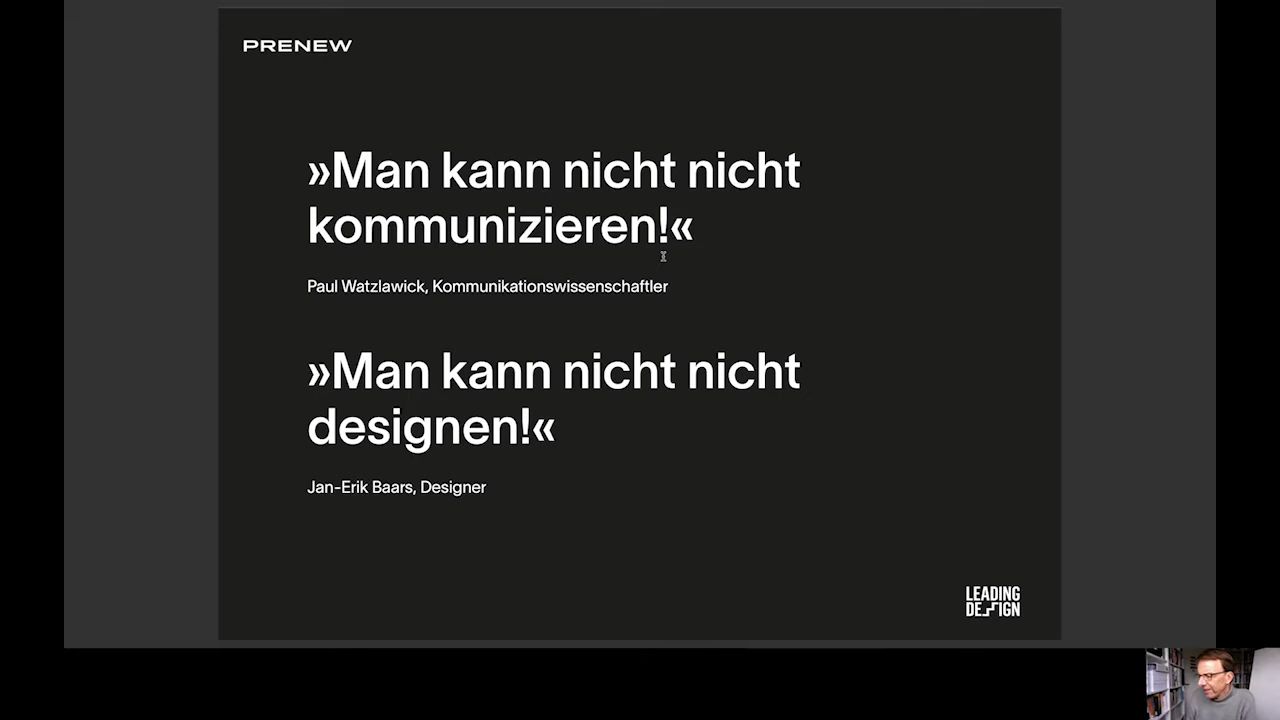 PRENEW
»Man kann nicht nicht
kommunizieren!«
Paul Watzlawick, Kommunikationswissenschaftler
»Man kann nicht nicht
designen!«
Jan-Erik Baars, Designer
LEADING
DESIGN